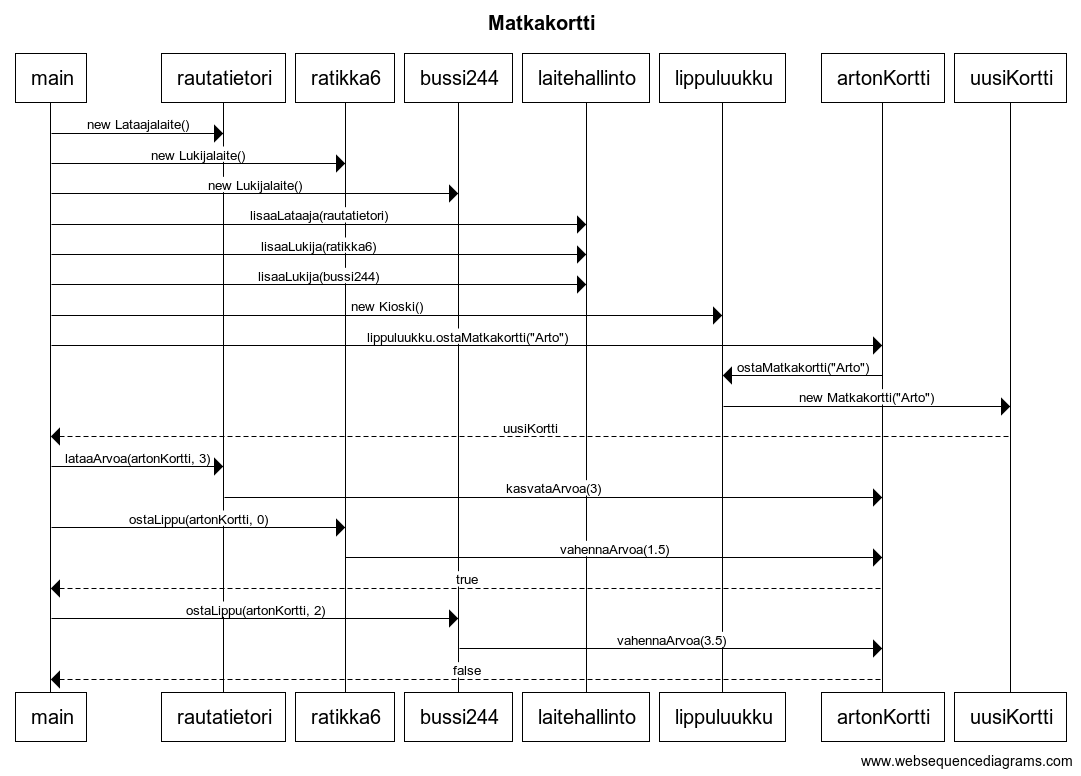 Matkakortti
main rautatietori ratikka6 bussi244 laitehallinto lippuluukku artonKortti uusiKortti
new Lataajalaite()
new Lukijalaite()
new Lukijalaite()
lisaaLataaja(rautatietori)
lisaaLukija(ratikka6)
lisaaLukija(bussi244)
new Kioski()
lippuluukku.ostaMatkakortti("Arto")
ostaMatkakortti("Arto")
new Matkakortti("Arto")
uusiKortti
lataaArvoa(artonKortti, 3)
kasvataArvoa(3)
ostaLippu(artonKortti, 0)
vahennaArvoa(1.5)
true
ostaLippu(artonKortti, 2)
vahennaArvoa(3.5)
false
main rautatietori ratikka6 bussi244 laitehallinto lippuluukku artonKortti uusiKortti
www.websequencediagrams.com